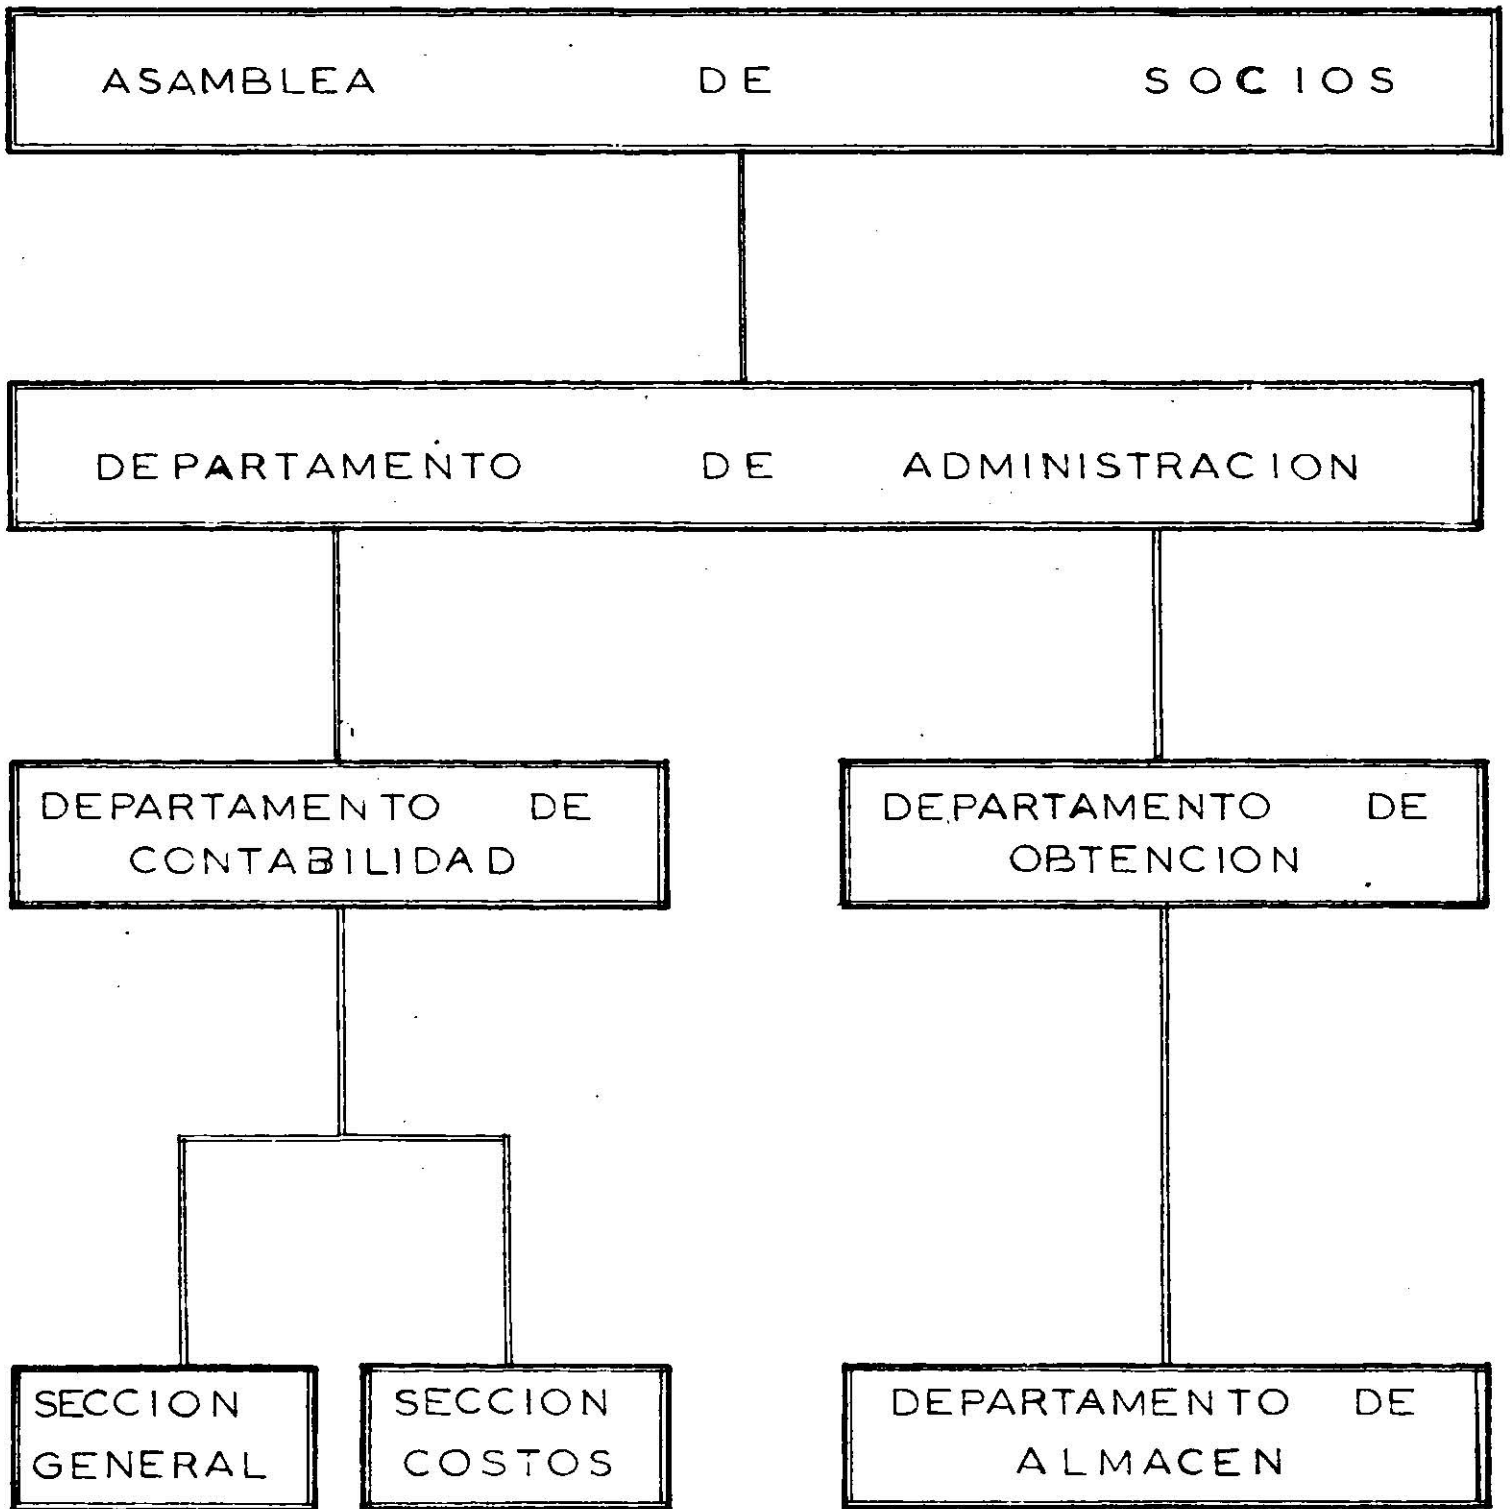 ASAMBLEA DE SOCIOS
DEPARTAMENTO DE ADMINISTRACION
DEPARTAMENTO DE
CONTABILIDAD
DEPARTAMENTO DE
OBTENCION
SECCION
GENERAL
SECCION
COSTOS
DEPARTAMENTO DE
ALMACEN